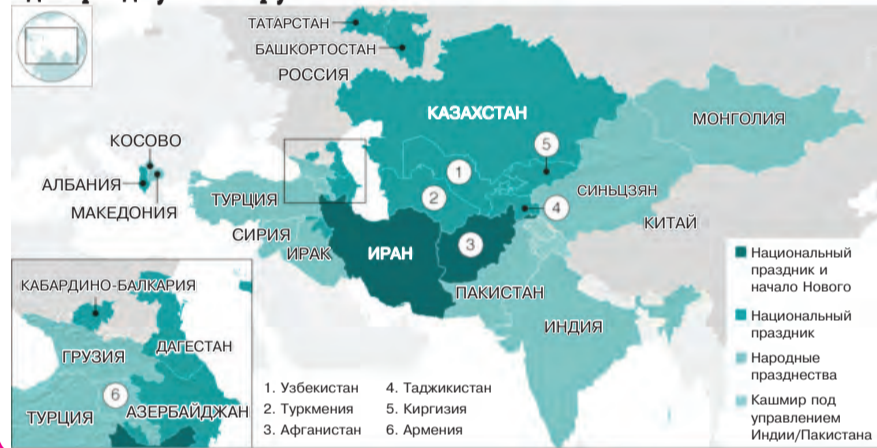 ТАТАРСТАН
БАШКОРТОСТАН
РОССИЯ
КАЗАХСТАН
МОНГОЛИЯ
КОСОВО
5
АЛБАНИЯ
1
МАКЕДОНИЯ
ТУРЦИЯ
2
СИНЬЦЗЯН
4
СИРИЯ
КИТАЙ
ИРАК
ИРАН
3
ПАКИСТАН
ИНДИЯ
КАБАРДИНО-БАЛКАРИЯ
ГРУЗИЯ
ДАГЕСТАН
6
ТУРЦИЯ
АЗЕРБАЙДЖАН
1. Узбекистан
2. Туркмения
3. Афганистан
4. Таджикистан
5. Киргизия
6. Армения
Национальный
праздник и
начало Нового
Национальный
праздник
Народные
празднества
Кашмир под
управлением
Индии/Пакистана